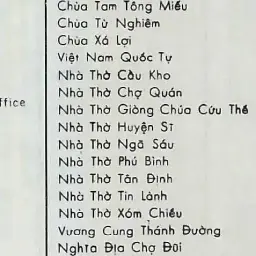 Chùa Tam Tông Miếu
Chùa Từ Nghiêm
Chùa Xá Lợi
Việt Nam Quốc Tự
Nhà Thờ Cầu Kho
Nhà Thờ Chợ Quán
ffice
Nhà Thờ Giòng Chúa Cứu Thế
Nhà Thờ Huyện Sĩ
Nhà Thờ Ngã Sáu
Nhà Thờ Phú Bình
Nhà Thờ Tân Định
Nhà Thờ Tin Lành
Nhà Thờ Xóm Chiếu
Vương Cung Thánh Đường
Nghĩa Địa Chợ Đũi